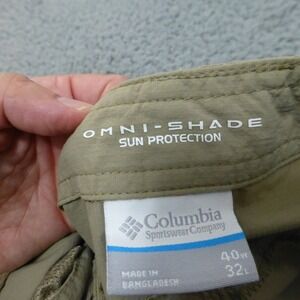 OMNI-SHADE
SUN PROTECTION
Columbia
Sportswear Company
40W
32L
MADE IN
BANGLADESH